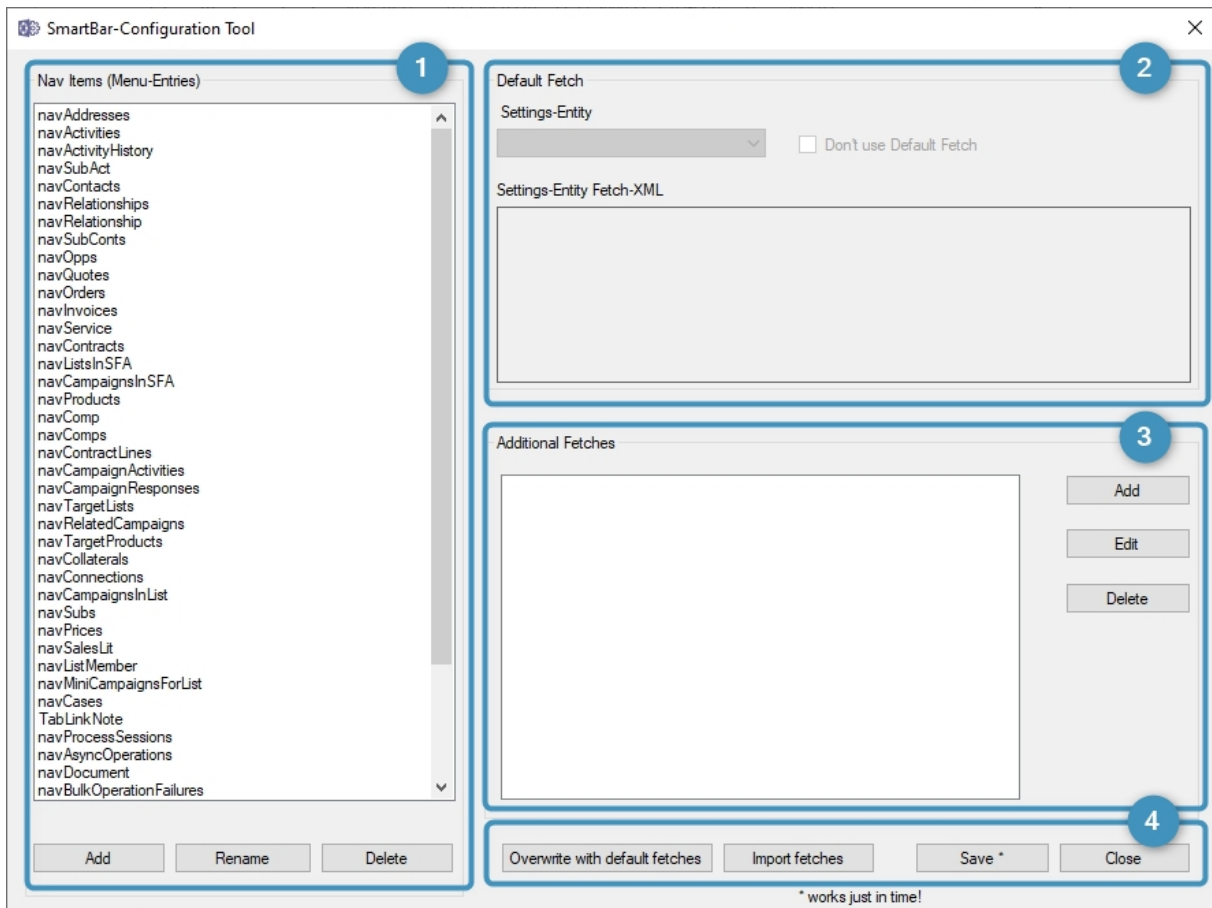 SmartBar-Configuration Tool
1
Nav Items (Menu-Entries)
navAddresses
navActivities
navActivityHistory
navSubAct
navContacts
navRelationships
navRelationship
navSubConts
navOpps
navQuotes
navOrders
navInvoices
navService
navContracts
navListsInSFA
navCampaignsInSFA
navProducts
navComp
navComps
navContractLines
navCampaignActivities
navCampaignResponses
navTargetLists
navRelatedCampaigns
navTargetProducts
navCollaterals
navConnections
navCampaignsInList
navSubs
navPrices
navSalesLit
navListMember
navMiniCampaignsForList
navCases
TabLinkNote
navProcessSessions
navAsyncOperations
navDocument
navBulkOperationFailures
Add Rename Delete
2
Default Fetch
Settings-Entity
Don't use Default Fetch
Settings-Entity Fetch-XML
3
Additional Fetches
Add
Edit
Delete
4
Overwrite with default fetches Import fetches Save * Close
* works just in time!